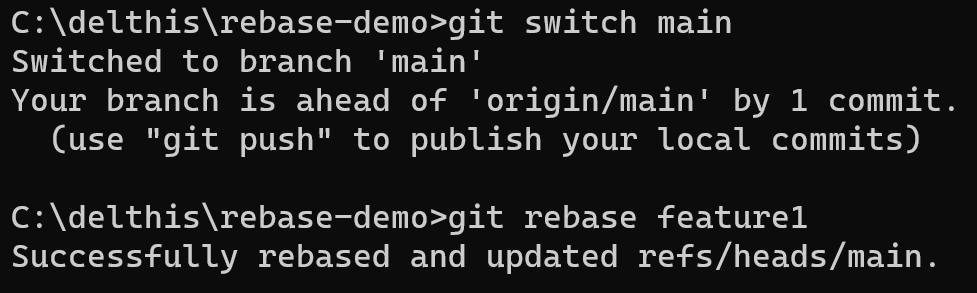 C:\delthis\rebase-demo>git switch main
Switched to branch 'main'
Your branch is ahead of 'origin/main' by 1 commit.
  (use "git push" to publish your local commits)

C:\delthis\rebase-demo>git rebase feature1
Successfully rebased and updated refs/heads/main.